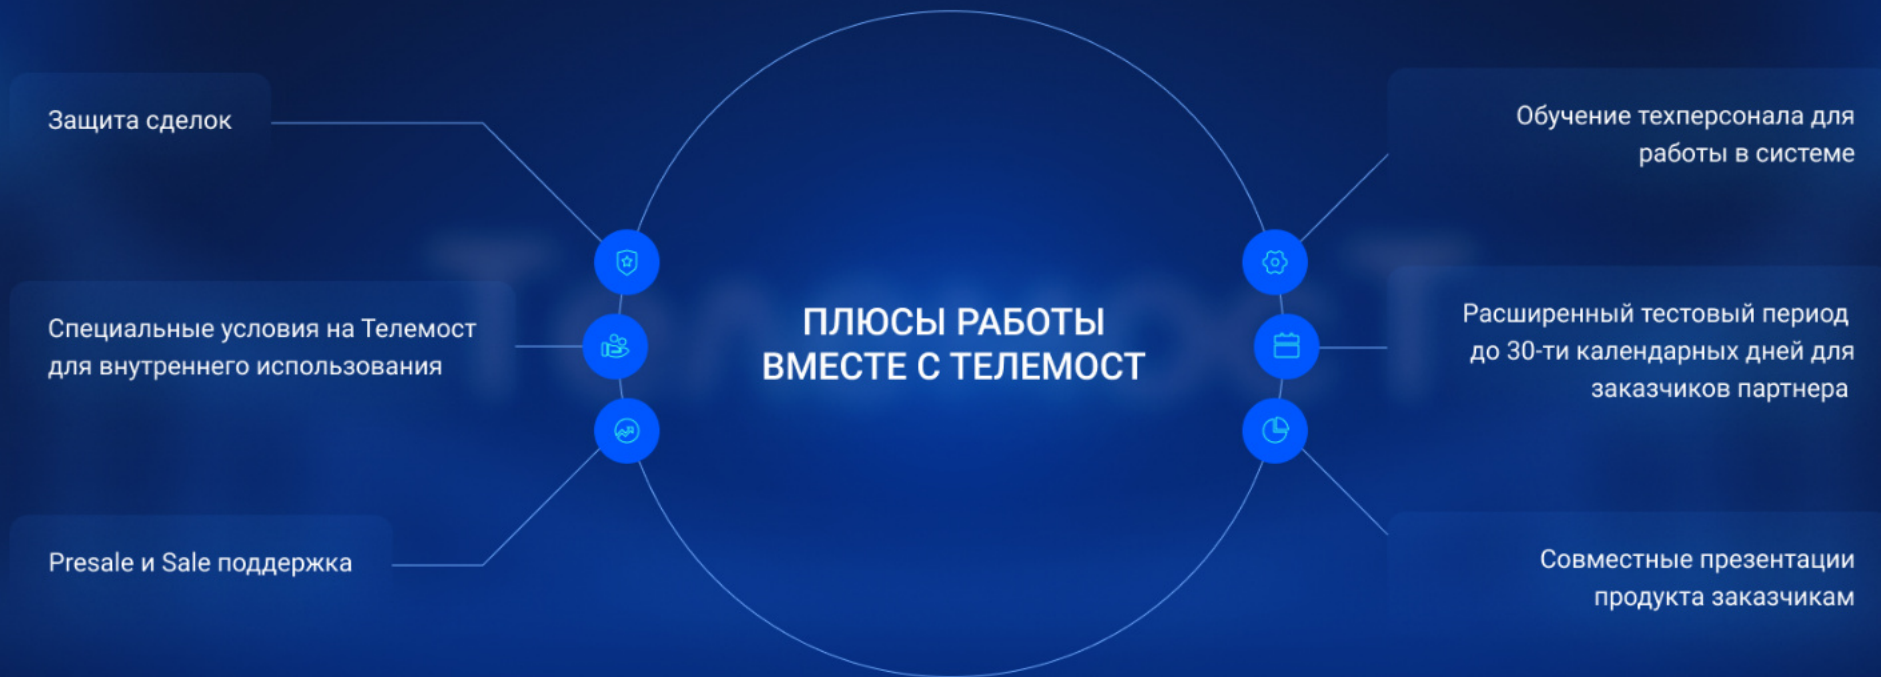 Защита сделок
Специальные условия на Телемост
для внутреннего использования
Presale и Sale поддержка
Телемост
ПЛЮСЫ РАБОТЫ
ВМЕСТЕ С ТЕЛЕМОСТ
Обучение техперсонала для
работы в системе
Расширенный тестовый период
до 30-ти календарных дней для
заказчиков партнера
Совместные презентации
продукта заказчикам